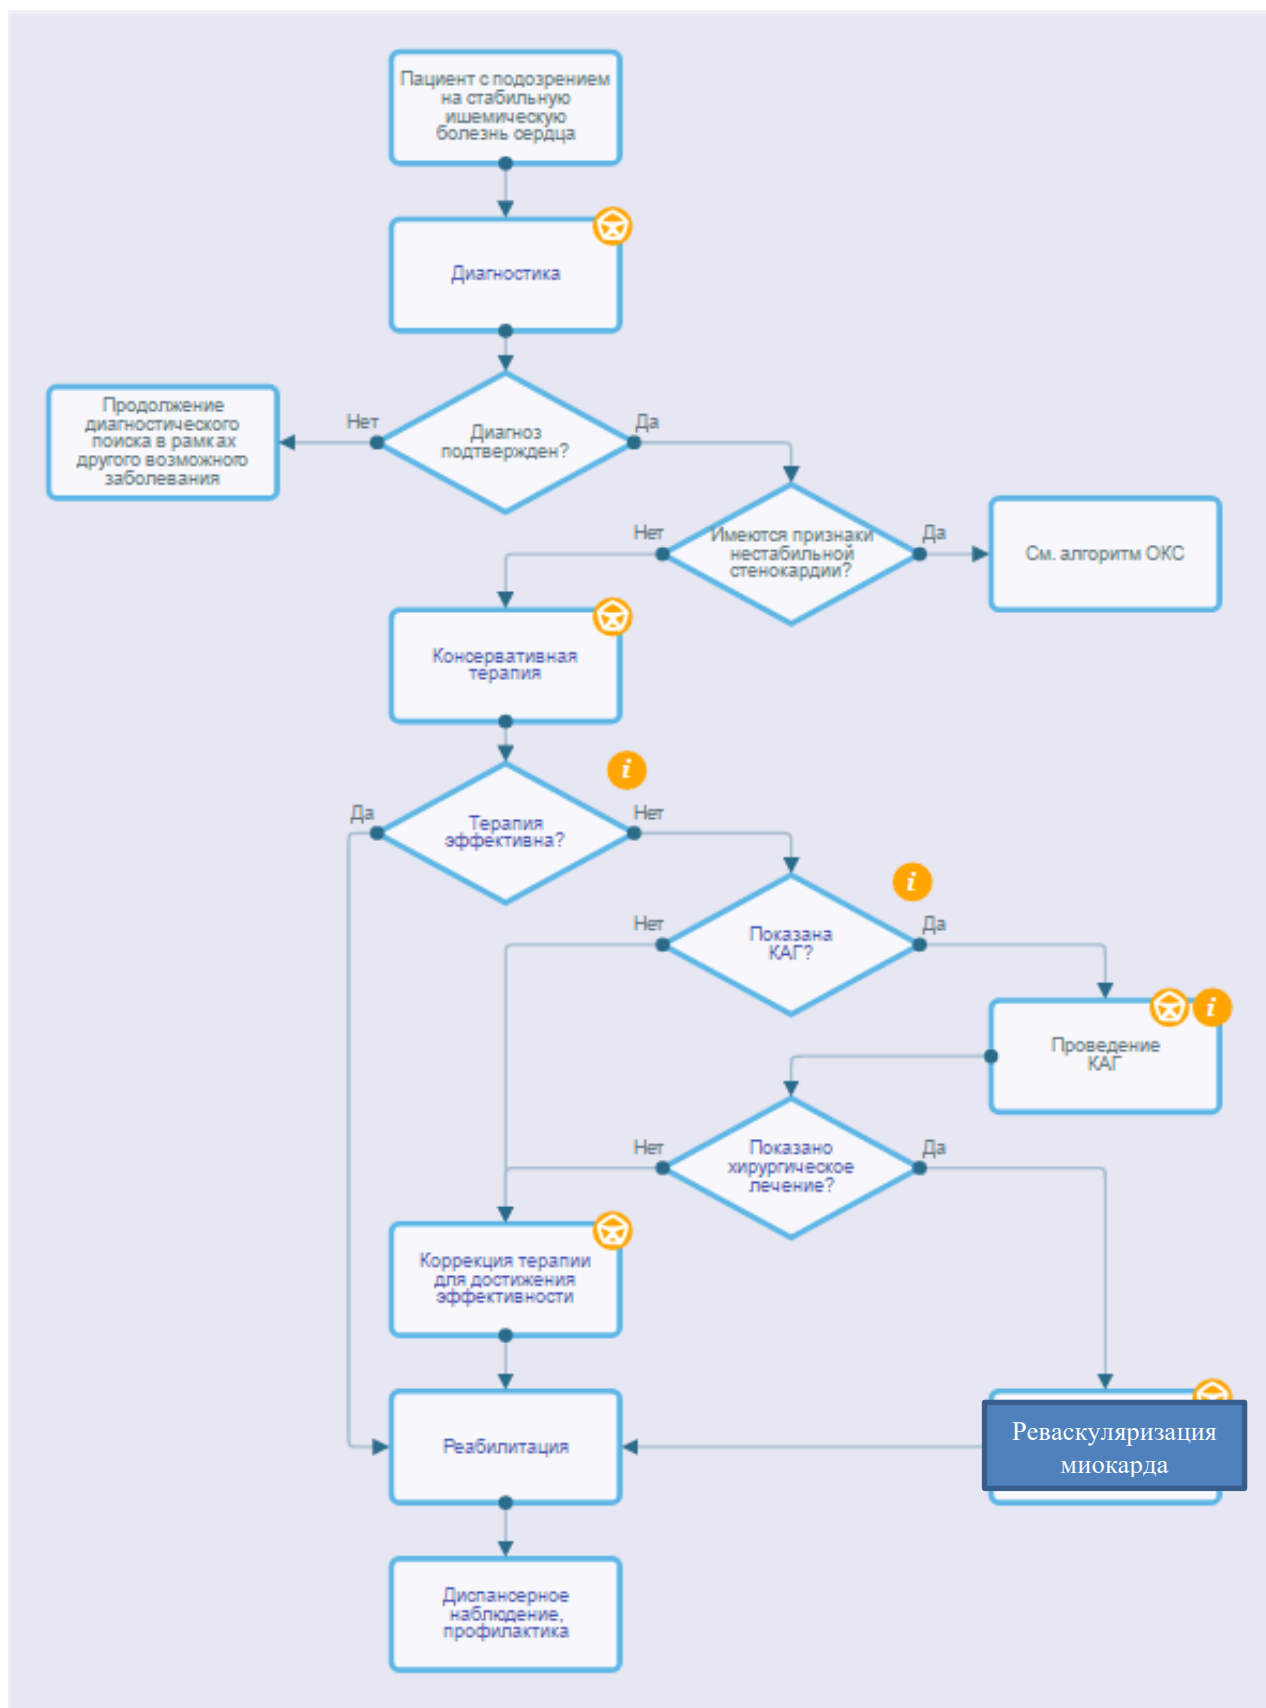 Пациент с подозрением
на стабильную
ишемическую
болезнь сердца
Диагностика
Продолжение
диагностического
поиска в рамках
другого возможного
заболевания
Нет
Диагноз
подтвержден?
Да
Нет
Имеются признаки
нестабильной
стенокардии?
Да
См. алгоритм ОКС
Консервативная
терапия
i
Да
Терапия
эффективна?
Нет
i
Нет
Показана
КАГ?
Да
i
Проведение
КАГ
Нет
Показано
хирургическое
лечение?
Да
Коррекция терапии
для достижения
эффективности
Реабилитация
Реваскуляризация
миокарда
Диспансерное
наблюдение,
профилактика